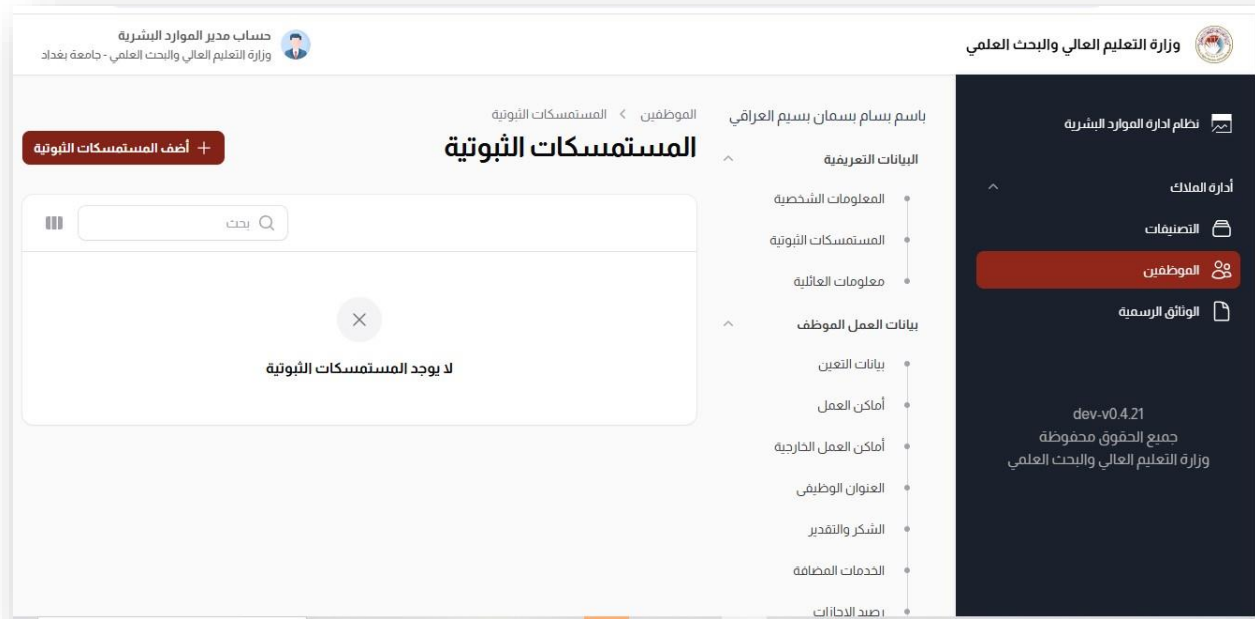 وزارة التعليم العالي والبحث العلمي
حساب مدير الموارد البشرية
وزارة التعليم العالي والبحث العلمي - جامعة بغداد
نظام ادارة الموارد البشرية
أدارة الملاك
التصنيفات
الموظفين
الوثائق الرسمية
dev-v0.4.21
جميع الحقوق محفوظة
وزارة التعليم العالي والبحث العلمي
باسم بسام بسمان بسيم العراقي
البيانات التعريفية
المعلومات الشخصية
المستمسكات الثبوتية
معلومات العائلية
بيانات العمل الموظف
بيانات التعين
أماكن العمل
أماكن العمل الخارجية
العنوان الوظيفي
الشكر والتقدير
الخدمات المضافة
رصيد الاجازات
الموظفين > المستمسكات الثبوتية
المستمسكات الثبوتية
+ أضف المستمسكات الثبوتية
بحث
لا يوجد المستمسكات الثبوتية